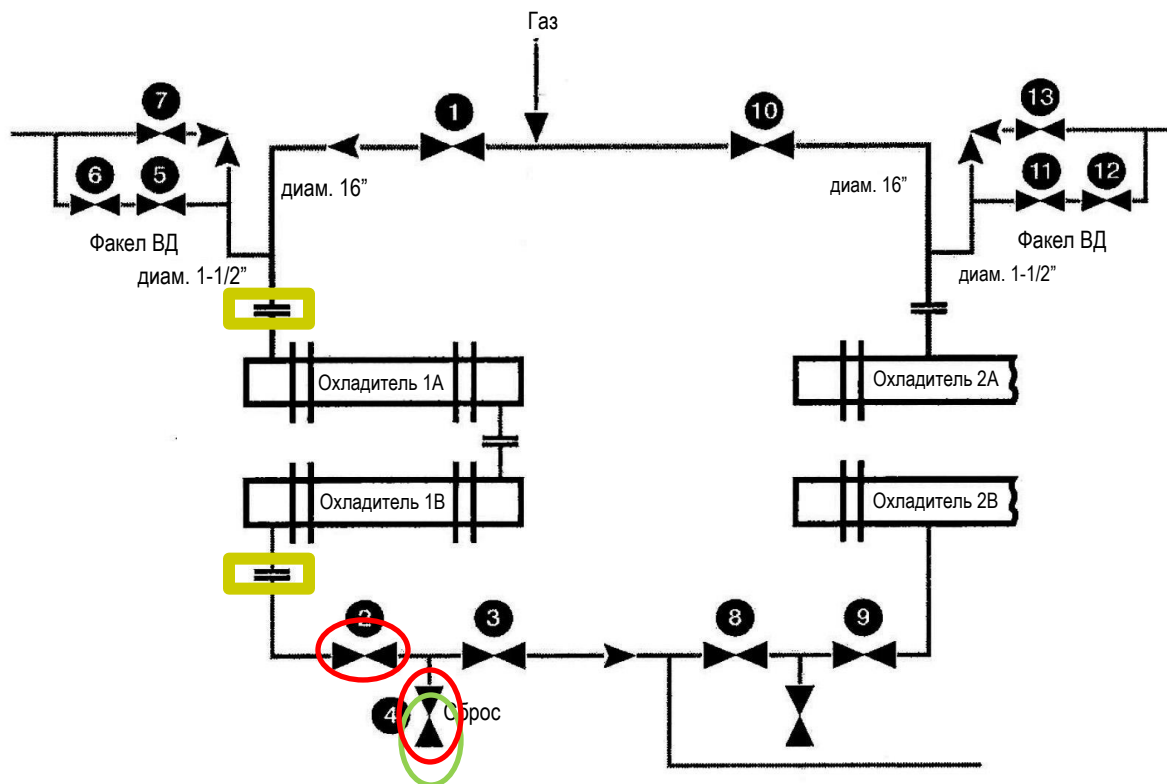 Газ
7
1
10
13
6
5
11
12
диам. 16”
диам. 16”
Факел ВД
Факел ВД
диам. 1-1/2”
диам. 1-1/2”
Охладитель 1А
Охладитель 2А
Охладитель 1В
Охладитель 2В
2
3
8
9
4
Сброс